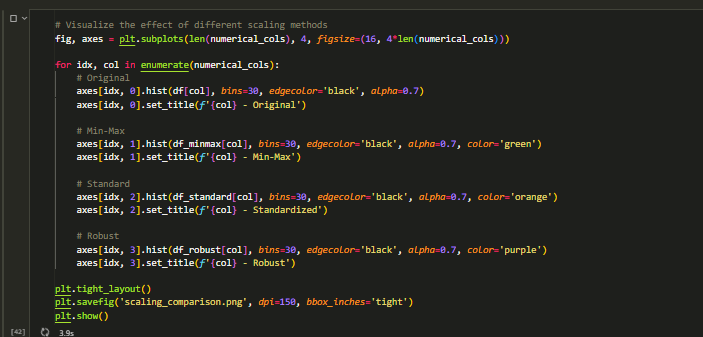 # Visualize the effect of different scaling methods
fig, axes = plt.subplots(len(numerical_cols), 4, figsize=(16, 4*len(numerical_cols)))
for idx, col in enumerate(numerical_cols):
    # Original
    axes[idx, 0].hist(df[col], bins=30, edgecolor='black', alpha=0.7)
    axes[idx, 0].set_title(f'{col} - Original')
    # Min-Max
    axes[idx, 1].hist(df_minmax[col], bins=30, edgecolor='black', alpha=0.7, color='green')
    axes[idx, 1].set_title(f'{col} - Min-Max')
    # Standard
    axes[idx, 2].hist(df_standard[col], bins=30, edgecolor='black', alpha=0.7, color='orange')
    axes[idx, 2].set_title(f'{col} - Standardized')
    # Robust
    axes[idx, 3].hist(df_robust[col], bins=30, edgecolor='black', alpha=0.7, color='purple')
    axes[idx, 3].set_title(f'{col} - Robust')
plt.tight_layout()
plt.savefig('scaling_comparison.png', dpi=150, bbox_inches='tight')
plt.show()
[42] 3.9s